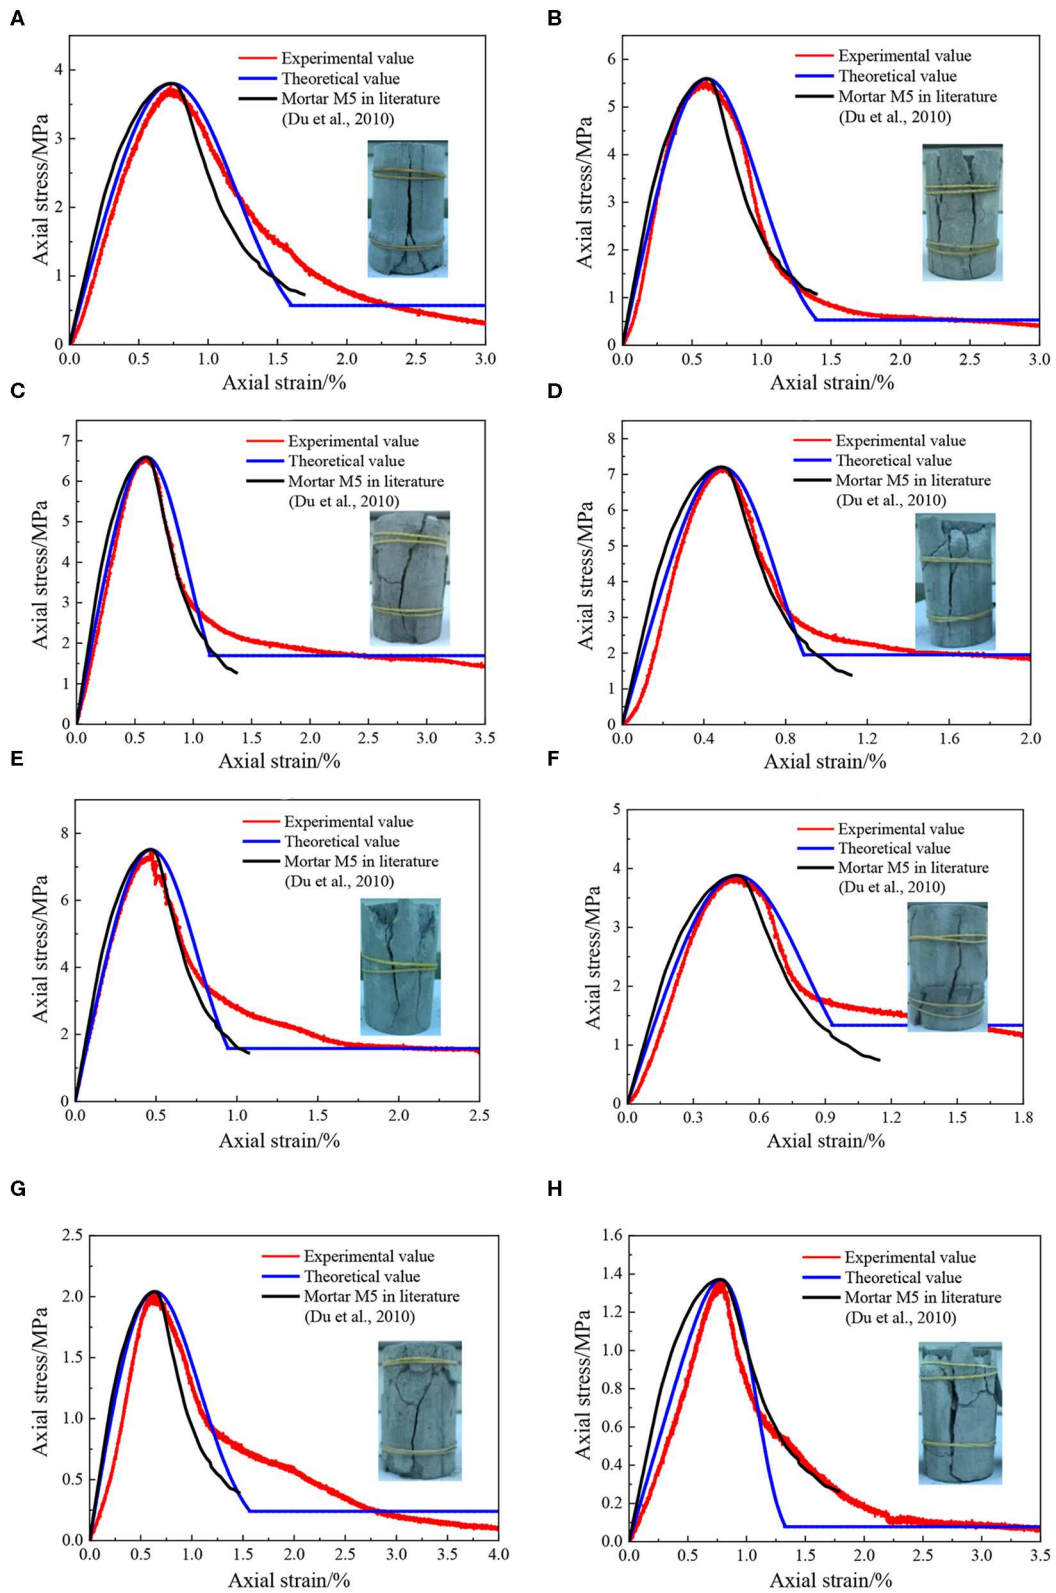 A
Axial stress/MPa
4
3
2
1
0
Experimental value
Theoretical value
Mortar M5 in literature
(Du et al., 2010)
0.0 0.5 1.0 1.5 2.0 2.5 3.0
Axial strain/%
B
Axial stress/MPa
6
5
4
3
2
1
0
Experimental value
Theoretical value
Mortar M5 in literature
(Du et al., 2010)
0.0 0.5 1.0 1.5 2.0 2.5 3.0
Axial strain/%
C
Axial stress/MPa
7
6
5
4
3
2
1
0
Experimental value
Theoretical value
Mortar M5 in literature
(Du et al., 2010)
0.0 0.5 1.0 1.5 2.0 2.5 3.0 3.5
Axial strain/%
D
Axial stress/MPa
8
7
6
5
4
3
2
1
0
Experimental value
Theoretical value
Mortar M5 in literature
(Du et al., 2010)
0.0 0.4 0.8 1.2 1.6 2.0
Axial strain/%
E
Axial stress/MPa
8
6
4
2
0
Experimental value
Theoretical value
Mortar M5 in literature
(Du et al., 2010)
0.0 0.5 1.0 1.5 2.0 2.5
Axial strain/%
F
Axial stress/MPa
5
4
3
2
1
0
Experimental value
Theoretical value
Mortar M5 in literature
(Du et al., 2010)
0.0 0.3 0.6 0.9 1.2 1.5 1.8
Axial strain/%
G
Axial stress/MPa
2.5
2.0
1.5
1.0
0.5
0.0
Experimental value
Theoretical value
Mortar M5 in literature
(Du et al., 2010)
0.0 0.5 1.0 1.5 2.0 2.5 3.0 3.5 4.0
Axial strain/%
H
Axial stress/MPa
1.6
1.4
1.2
1.0
0.8
0.6
0.4
0.2
0.0
Experimental value
Theoretical value
Mortar M5 in literature
(Du et al., 2010)
0.0 0.5 1.0 1.5 2.0 2.5 3.0 3.5
Axial strain/%